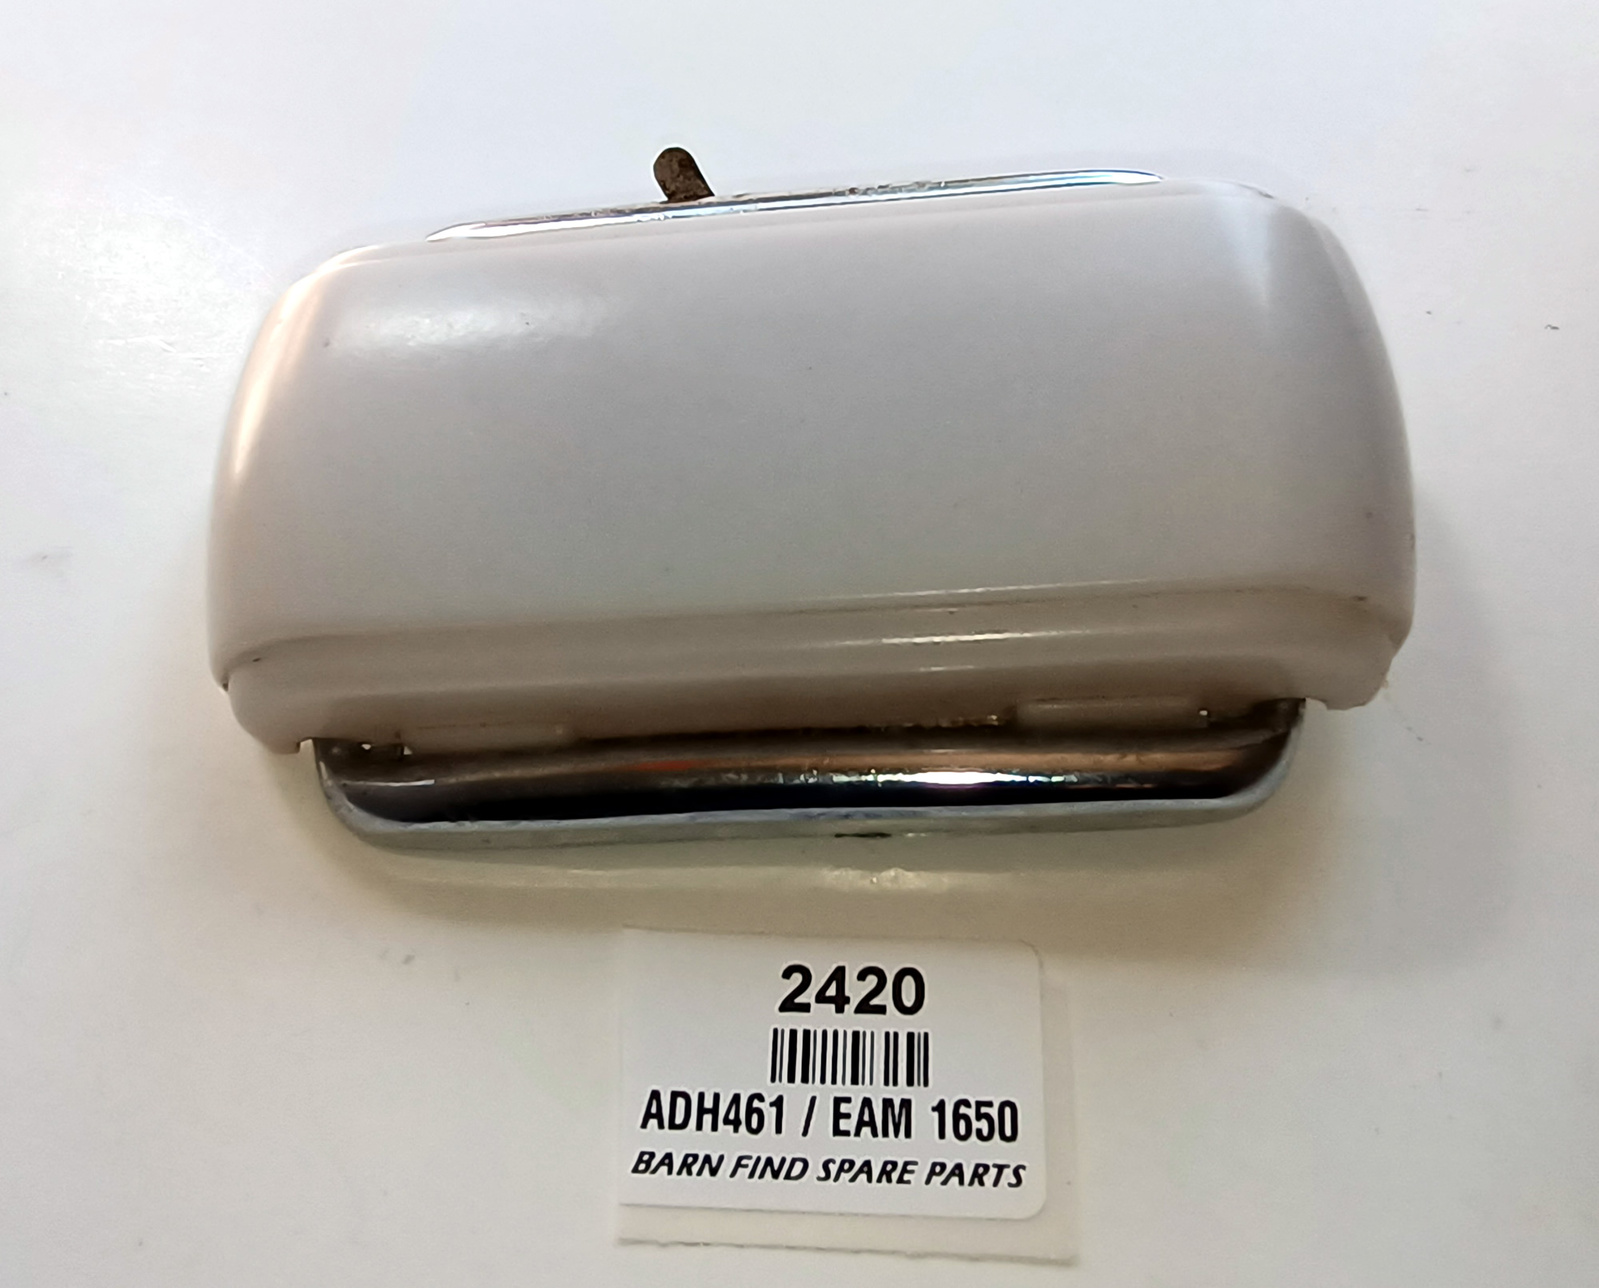 2420
ADH461 / EAM 1650
BARN FIND SPARE PARTS